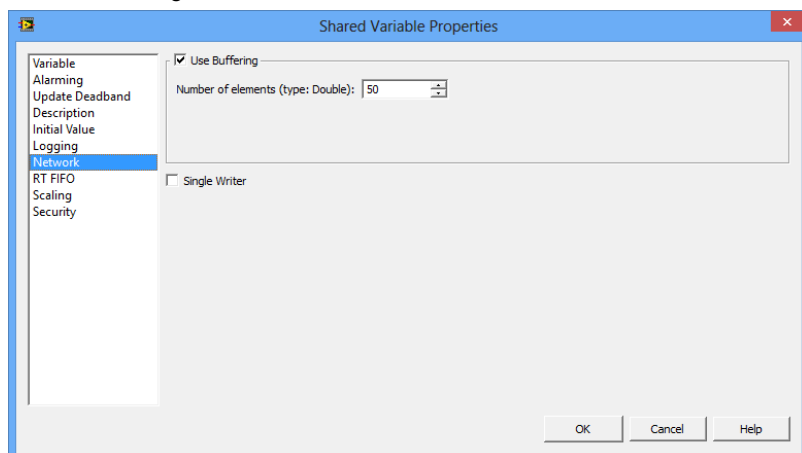 Shared Variable Properties
Variable
Alarming
Update Deadband
Description
Initial Value
Logging
Network
RT FIFO
Scaling
Security
Use Buffering
Number of elements (type: Double): 50
Single Writer
OK Cancel Help